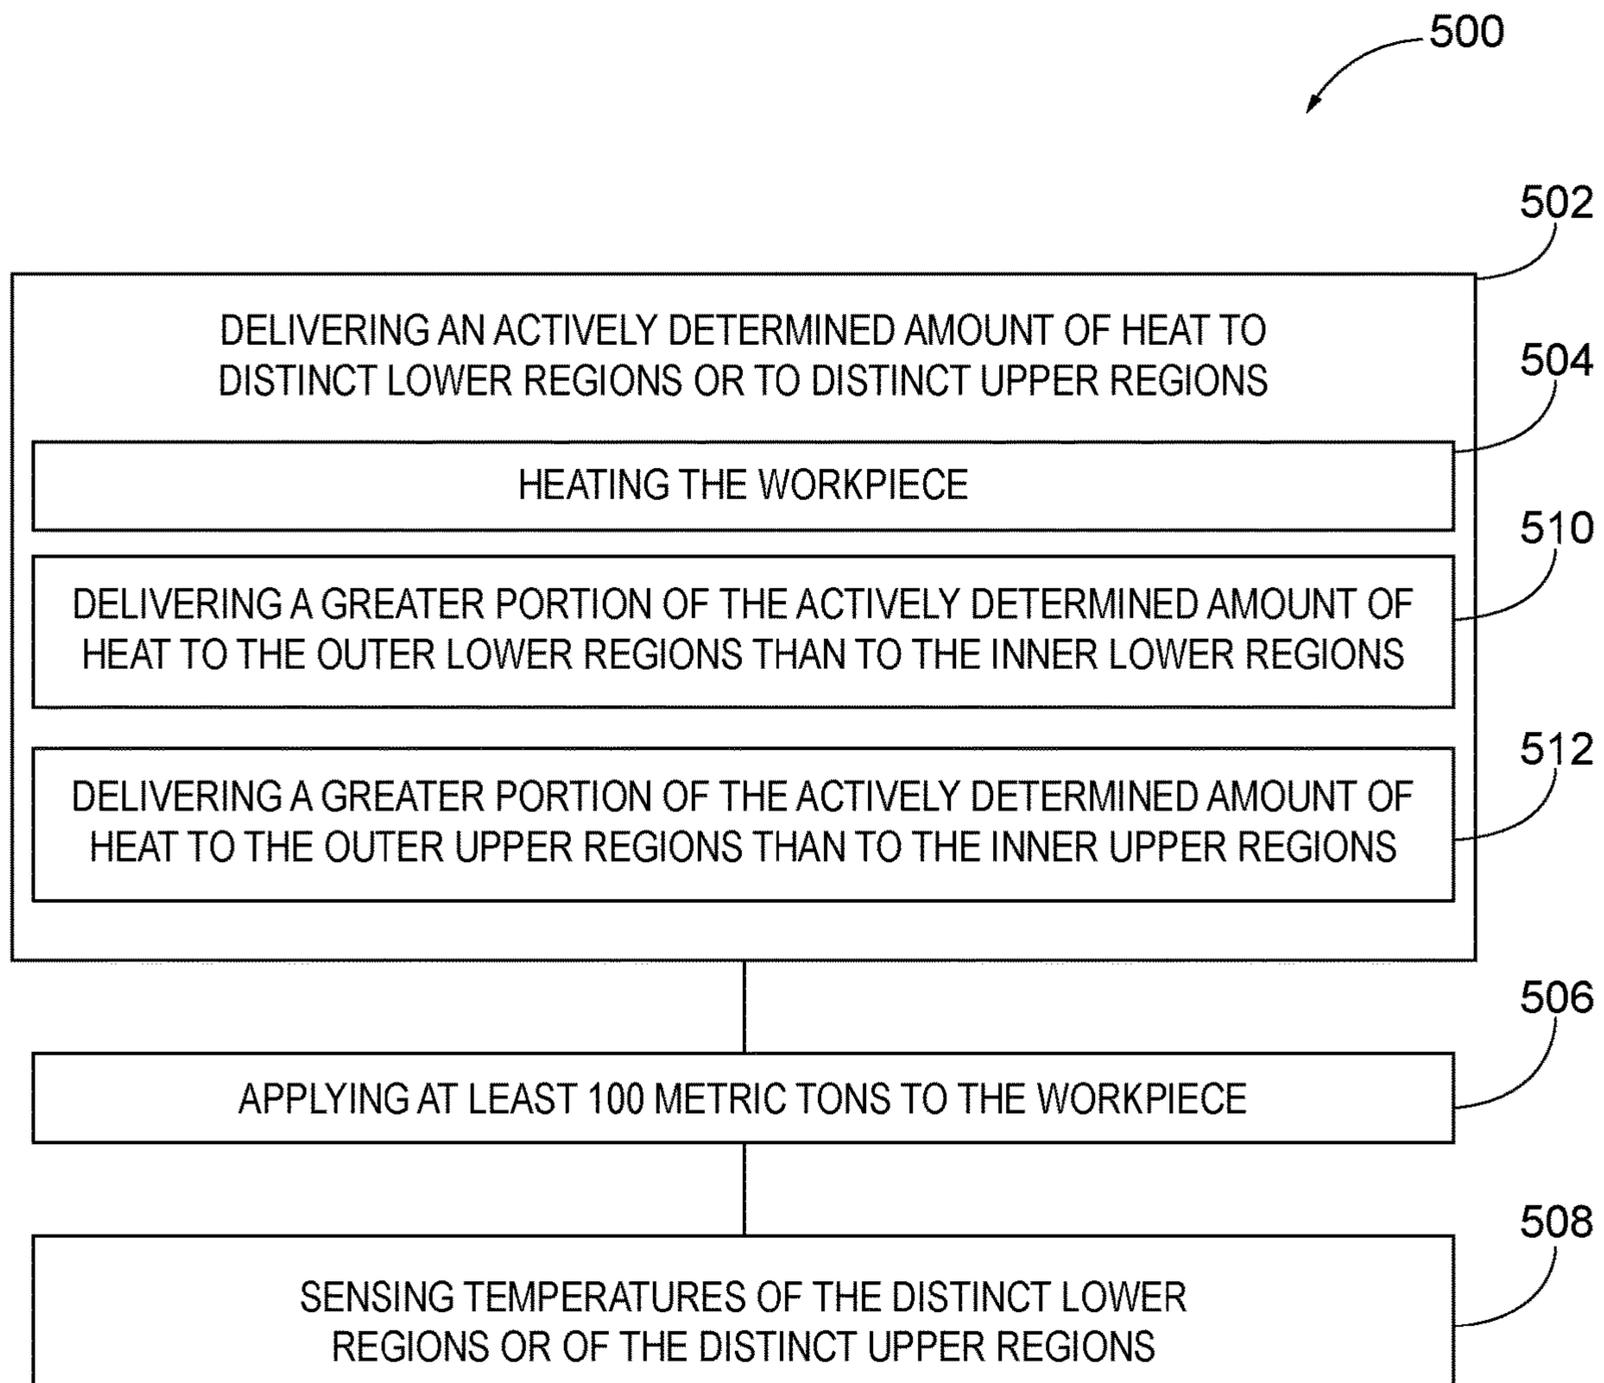 500
502
DELIVERING AN ACTIVELY DETERMINED AMOUNT OF HEAT TO
DISTINCT LOWER REGIONS OR TO DISTINCT UPPER REGIONS
504
HEATING THE WORKPIECE
510
DELIVERING A GREATER PORTION OF THE ACTIVELY DETERMINED AMOUNT OF
HEAT TO THE OUTER LOWER REGIONS THAN TO THE INNER LOWER REGIONS
512
DELIVERING A GREATER PORTION OF THE ACTIVELY DETERMINED AMOUNT OF
HEAT TO THE OUTER UPPER REGIONS THAN TO THE INNER UPPER REGIONS
506
APPLYING AT LEAST 100 METRIC TONS TO THE WORKPIECE
508
SENSING TEMPERATURES OF THE DISTINCT LOWER
REGIONS OR OF THE DISTINCT UPPER REGIONS